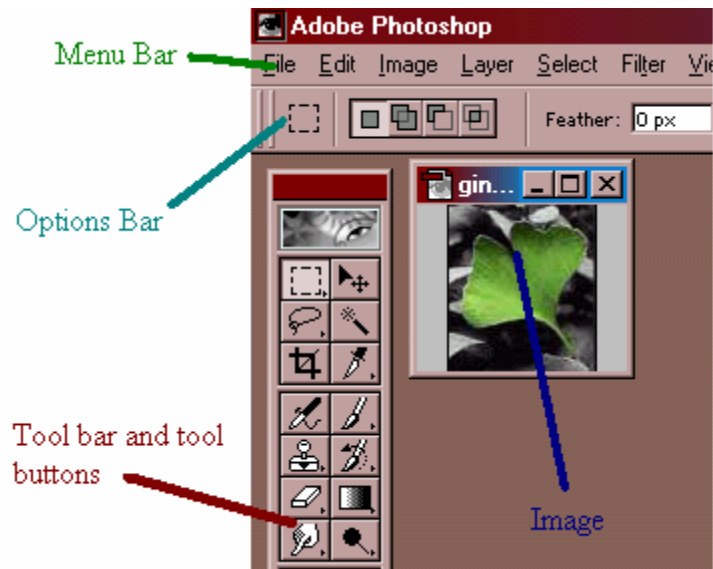 Adobe Photoshop
Menu Bar
File Edit Image Layer Select Filter Vie
Feather: 0 px
gin...
Options Bar
Tool bar and tool
buttons
Image